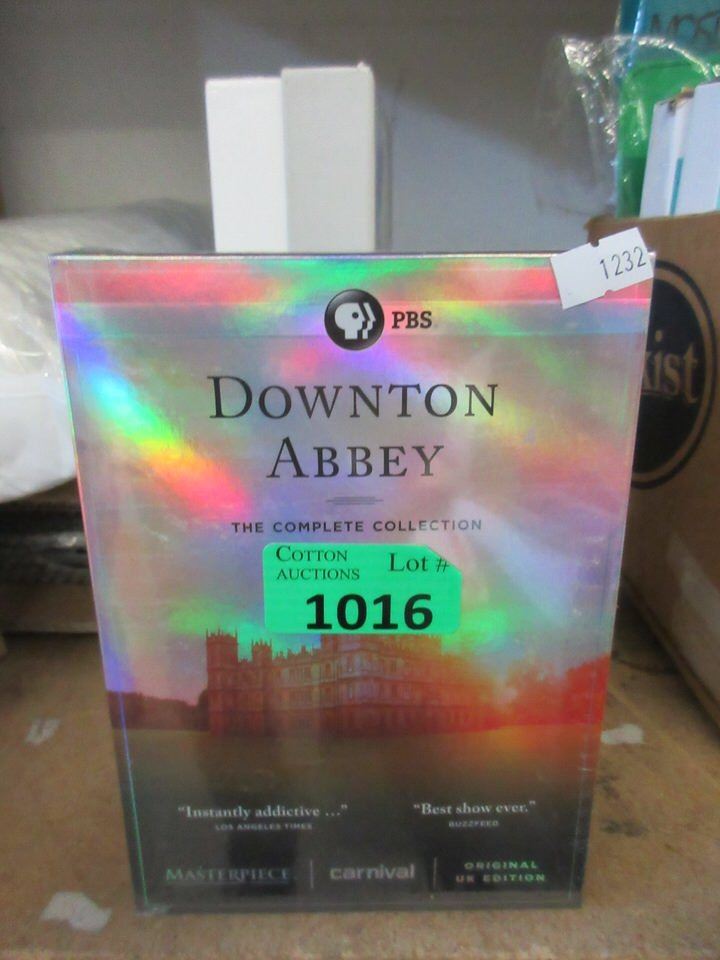 1232
PBS
DOWNTON
ABBEY
THE COMPLETE COLLECTION
COTTON
AUCTIONS
Lot #
1016
"Instantly addictive ..."
LOS ANGELES TIMES
"Best show ever."
BUZZFEED
MASTERPIECE
carnival
ORIGINAL
UK EDITION